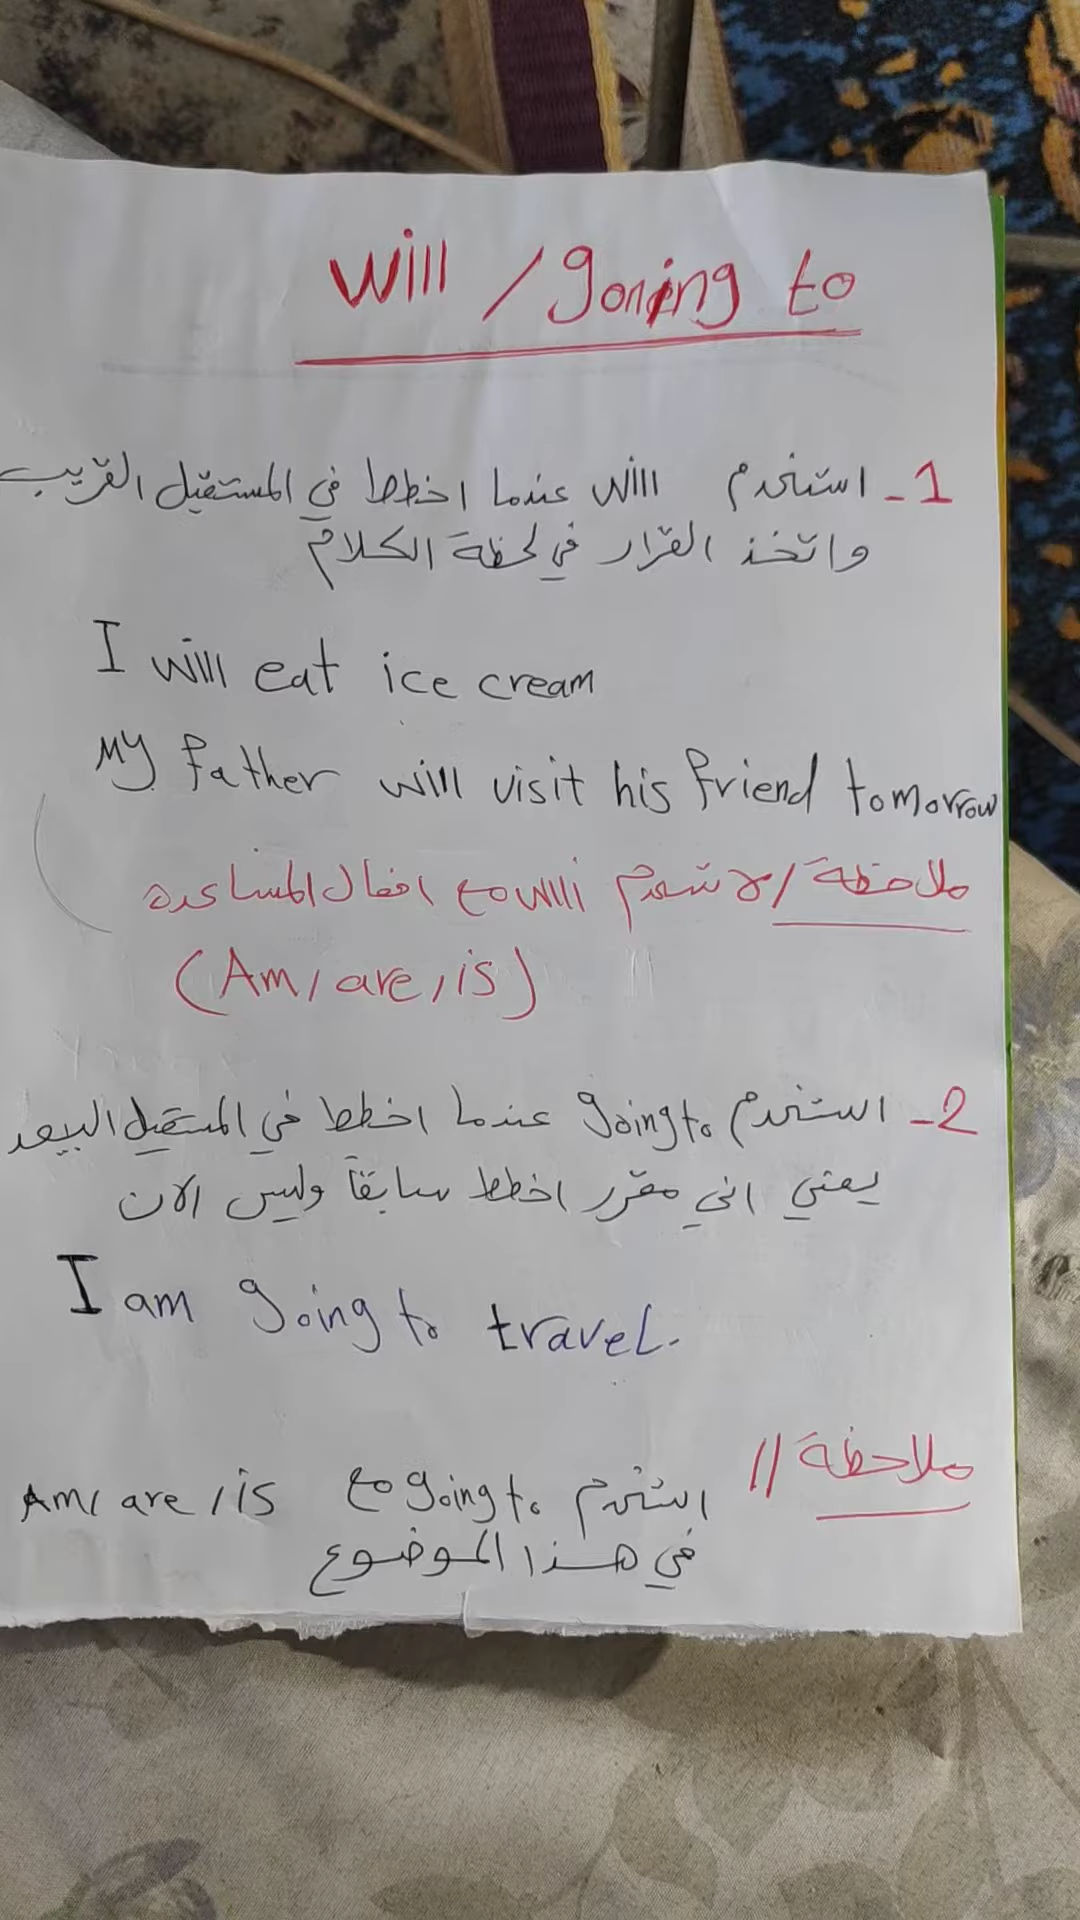 will / goning to
1- استخدم will عندما اخطط في المستقبل القريب
واتخذ القرار في لحظة الكلام
I will eat ice cream
My father will visit his friend tomorrow
ملاحظة / لا تستخدم will مع افعال المساعدة
(Am, are, is)
2- استخدم going to عندما اخطط في المستقبل البعيد
يعني اني مقرر اخطط سابقاً وليس الان
I am going to travel.
ملاحظة //
استخدم going to مع Am, are, is
في هذا الموضوع